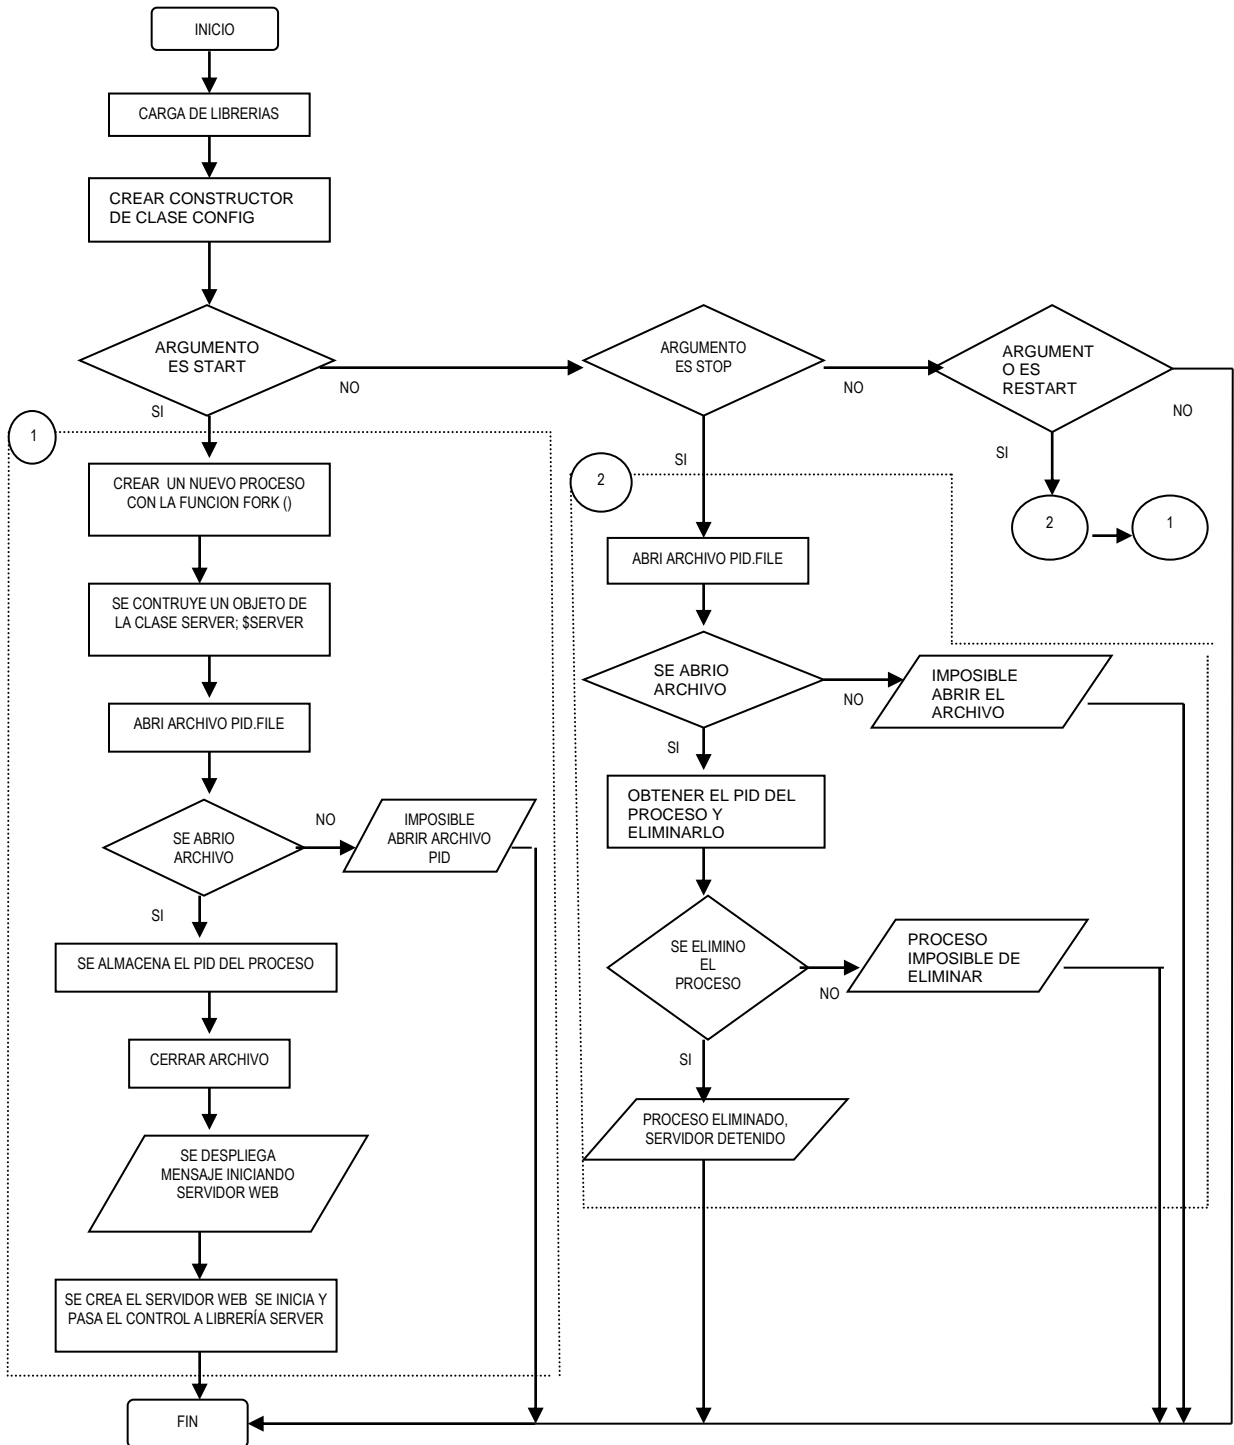 INICIO
CARGA DE LIBRERIAS
CREAR CONSTRUCTOR
DE CLASE CONFIG
ARGUMENTO
ES START
NO
SI
ARGUMENTO
ES STOP
NO
SI
ARGUMENT
O ES
RESTART
NO
SI
2
1
1
CREAR UN NUEVO PROCESO
CON LA FUNCION FORK ()
SE CONTRUYE UN OBJETO DE
LA CLASE SERVER; $SERVER
ABRI ARCHIVO PID.FILE
SE ABRIO
ARCHIVO
NO
IMPOSIBLE
ABRIR ARCHIVO
PID
SI
SE ALMACENA EL PID DEL PROCESO
CERRAR ARCHIVO
SE DESPLIEGA
MENSAJE INICIANDO
SERVIDOR WEB
SE CREA EL SERVIDOR WEB SE INICIA Y
PASA EL CONTROL A LIBRERÍA SERVER
2
ABRI ARCHIVO PID.FILE
SE ABRIO
ARCHIVO
NO
IMPOSIBLE
ABRIR EL
ARCHIVO
SI
OBTENER EL PID DEL
PROCESO Y
ELIMINARLO
SE ELIMINO
EL
PROCESO
NO
PROCESO
IMPOSIBLE DE
ELIMINAR
SI
PROCESO ELIMINADO,
SERVIDOR DETENIDO
FIN